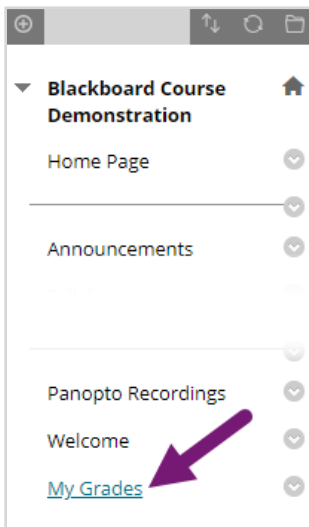 Blackboard Course
Demonstration
Home Page
Announcements
Panopto Recordings
Welcome
My Grades